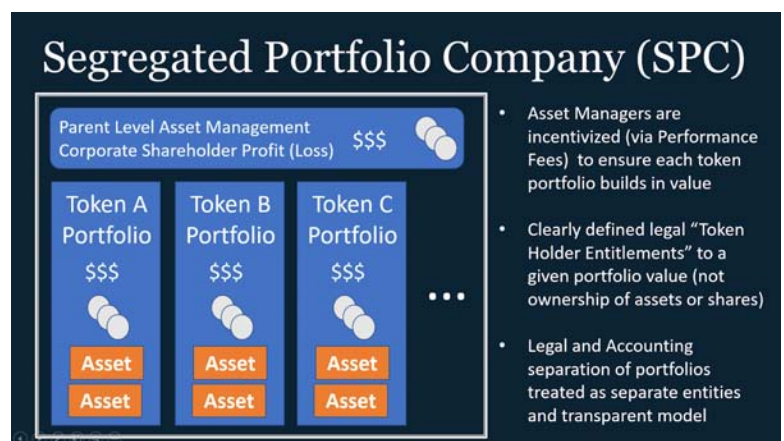 Segregated Portfolio Company (SPC)
Parent Level Asset Management
Corporate Shareholder Profit (Loss)
$$$
Token A
Portfolio
$$$
Asset
Asset
Token B
Portfolio
$$$
Asset
Asset
Token C
Portfolio
$$$
Asset
Asset
...
• Asset Managers are
incentivized (via Performance
Fees) to ensure each token
portfolio builds in value
• Clearly defined legal “Token
Holder Entitlements” to a
given portfolio value (not
ownership of assets or shares)
• Legal and Accounting
separation of portfolios
treated as separate entities
and transparent model